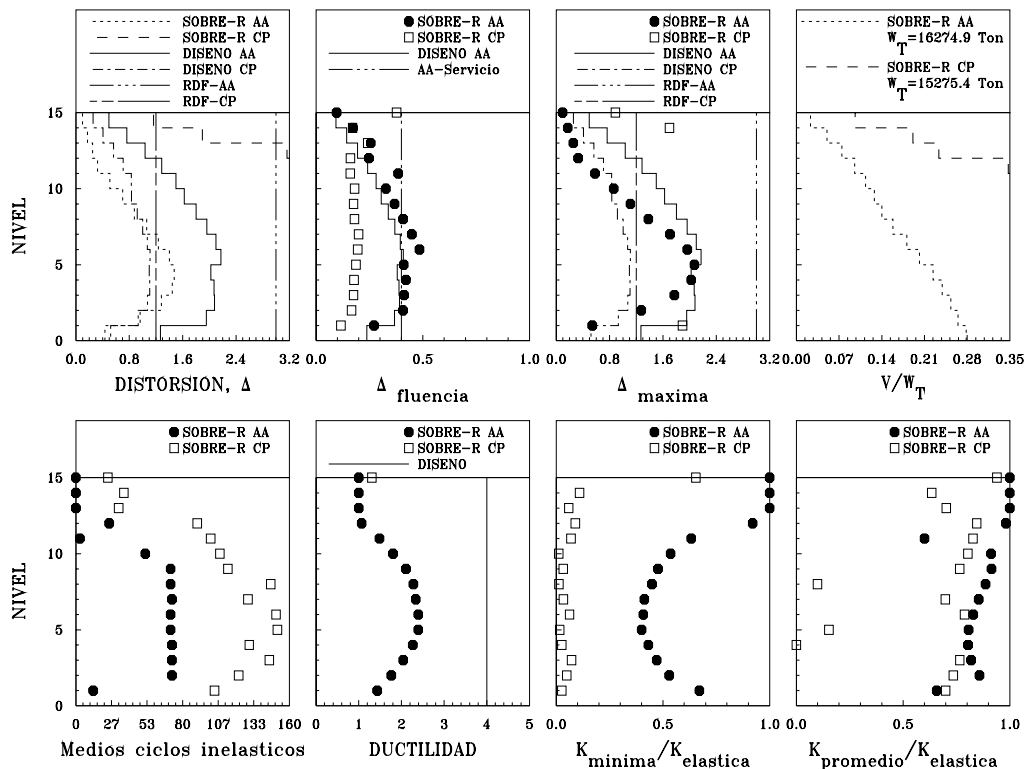 SOBRE-R AA
SOBRE-R CP
DISENO AA
DISENO CP
RDF-AA
RDF-CP
SOBRE-R AA
SOBRE-R CP
DISENO AA
AA-Servicio
SOBRE-R AA
SOBRE-R CP
DISENO AA
DISENO CP
RDF-AA
RDF-CP
SOBRE-R AA
W_T=16274.9 Ton
SOBRE-R CP
W_T=15275.4 Ton
NIVEL
15
10
5
0
0.0 0.8 1.6 2.4 3.2
0.0 0.5 1.0
0.0 0.8 1.6 2.4 3.2
0.00 0.07 0.14 0.21 0.28 0.35
DISTORSION, Δ
Δ fluencia
Δ maxima
V/W_T
SOBRE-R AA
SOBRE-R CP
SOBRE-R AA
SOBRE-R CP
DISENO
SOBRE-R AA
SOBRE-R CP
SOBRE-R AA
SOBRE-R CP
NIVEL
15
10
5
0
0 27 53 80 107 133 160
0 1 2 3 4 5
0.0 0.5 1.0
0.5 1.0
Medios ciclos inelasticos
DUCTILIDAD
K minima/K elastica
K promedio/K elastica